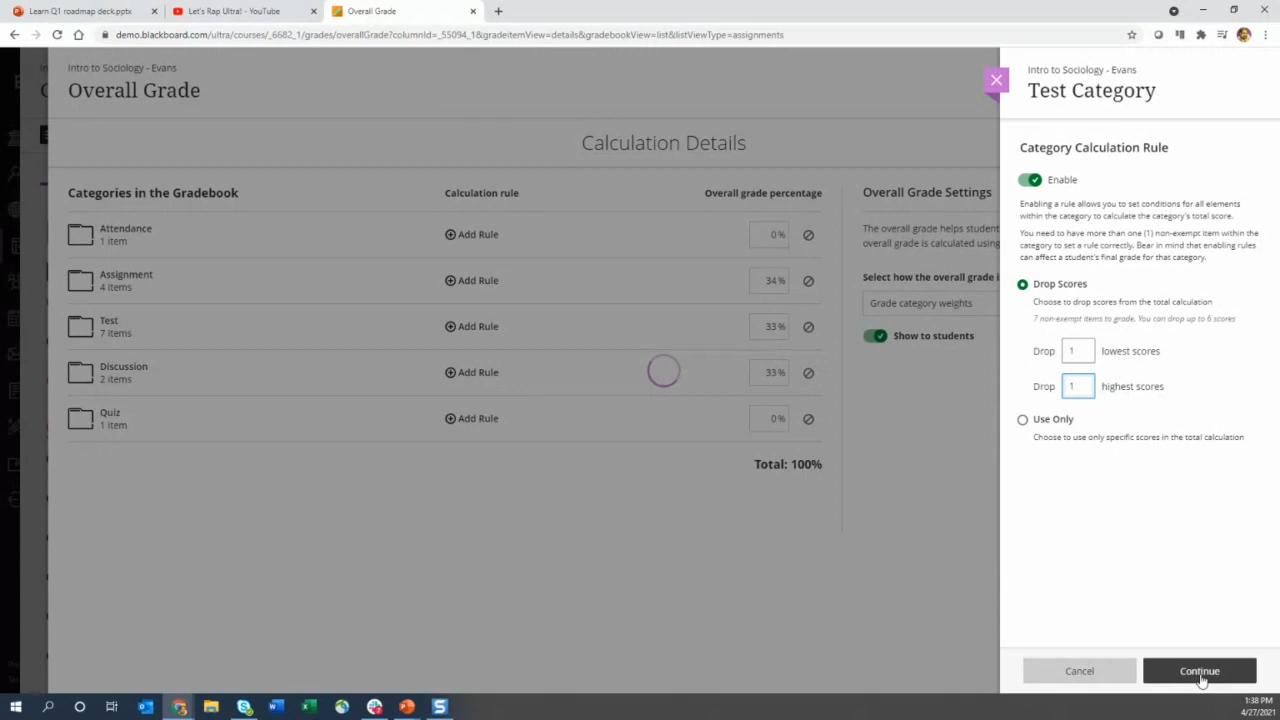 Learn Q1 roadmap deck.pptx
Let's Rap Ultra! - YouTube
Overall Grade
demo.blackboard.com/ultra/courses/_6682_1/grades/overallGrade?columnId=_55094_1&gradeitemView=details&gradebookView=list&listViewType=assignments
Intro to Sociology - Evans
Overall Grade
Calculation Details
Categories in the Gradebook
Calculation rule
Overall grade percentage
Attendance
1 item
Add Rule
0 %
Assignment
4 items
Add Rule
34 %
Test
7 items
Add Rule
33 %
Discussion
2 items
Add Rule
33 %
Quiz
1 item
Add Rule
0 %
Total: 100%
Overall Grade Settings
The overall grade helps student
overall grade is calculated using
Select how the overall grade i
Grade category weights
Show to students
Intro to Sociology - Evans
Test Category
Category Calculation Rule
Enable
Enabling a rule allows you to set conditions for all elements
within the category to calculate the category's total score.
You need to have more than one (1) non-exempt item within the
category to set a rule correctly. Bear in mind that enabling rules
can affect a student's final grade for that category.
Drop Scores
Choose to drop scores from the total calculation
7 non-exempt items to grade. You can drop up to 6 scores
Drop 1 lowest scores
Drop 1 highest scores
Use Only
Choose to use only specific scores in the total calculation
Cancel
Continue
1:38 PM
4/27/2021